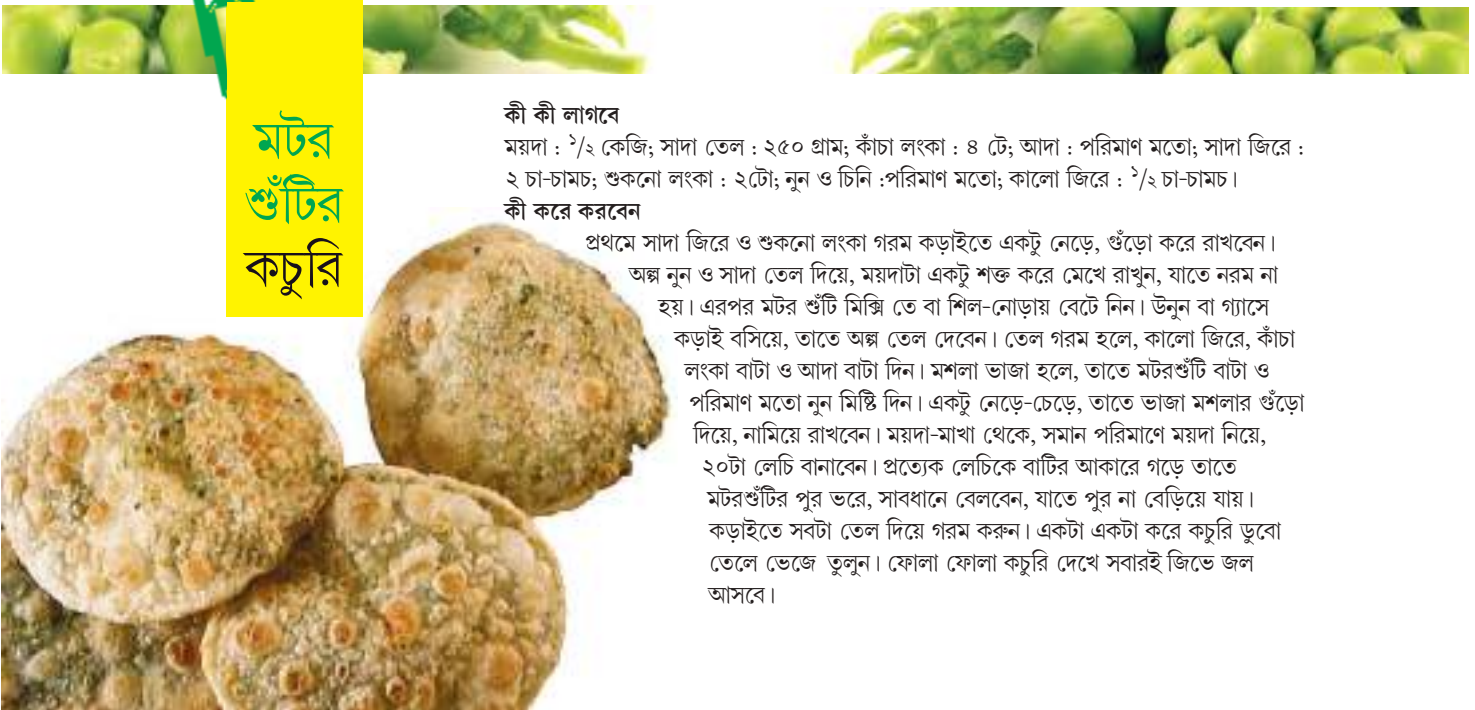 মটর
শুঁটির
কচুরি
কী কী লাগবে
ময়দা : ১/২ কেজি; সাদা তেল : ২৫০ গ্রাম; কাঁচা লংকা : ৪ টে; আদা : পরিমাণ মতো; সাদা জিরে :
২ চা-চামচ; শুকনো লংকা : ২টো; নুন ও চিনি :পরিমাণ মতো; কালো জিরে : ১/২ চা-চামচ।
কী করে করবেন
প্রথমে সাদা জিরে ও শুকনো লংকা গরম কড়াইতে একটু নেড়ে, গুঁড়ো করে রাখবেন।
অল্প নুন ও সাদা তেল দিয়ে, ময়দাটা একটু শক্ত করে মেখে রাখুন, যাতে নরম না
হয়। এরপর মটর শুঁটি মিক্সি তে বা শিল-নোড়ায় বেটে নিন। উনুন বা গ্যাসে
কড়াই বসিয়ে, তাতে অল্প তেল দেবেন। তেল গরম হলে, কালো জিরে, কাঁচা
লংকা বাটা ও আদা বাটা দিন। মশলা ভাজা হলে, তাতে মটরশুঁটি বাটা ও
পরিমাণ মতো নুন মিষ্টি দিন। একটু নেড়ে-চেড়ে, তাতে ভাজা মশলার গুঁড়ো
দিয়ে, নামিয়ে রাখবেন। ময়দা-মাখা থেকে, সমান পরিমাণে ময়দা নিয়ে,
২০টা লেচি বানাবেন। প্রত্যেক লেচিকে বাটির আকারে গড়ে তাতে
মটরশুঁটির পুর ভরে, সাবধানে বেলবেন, যাতে পুর না বেড়িয়ে যায়।
কড়াইতে সবটা তেল দিয়ে গরম করুন। একটা একটা করে কচুরি ডুবো
তেলে ভেজে তুলুন। ফোলা ফোলা কচুরি দেখে সবারই জিভে জল
আসবে।